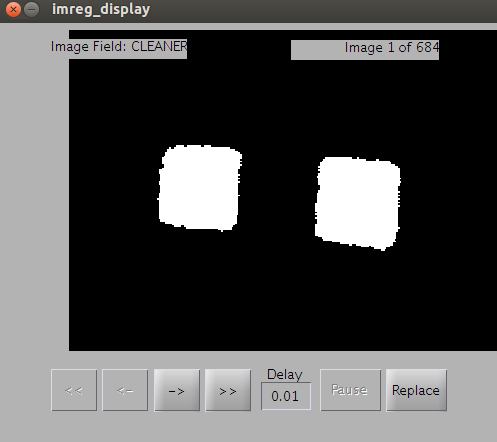 imreg_display
Image Field: CLEANER
Image 1 of 684
<< <- -> >>
Delay
0.01
Pause
Replace